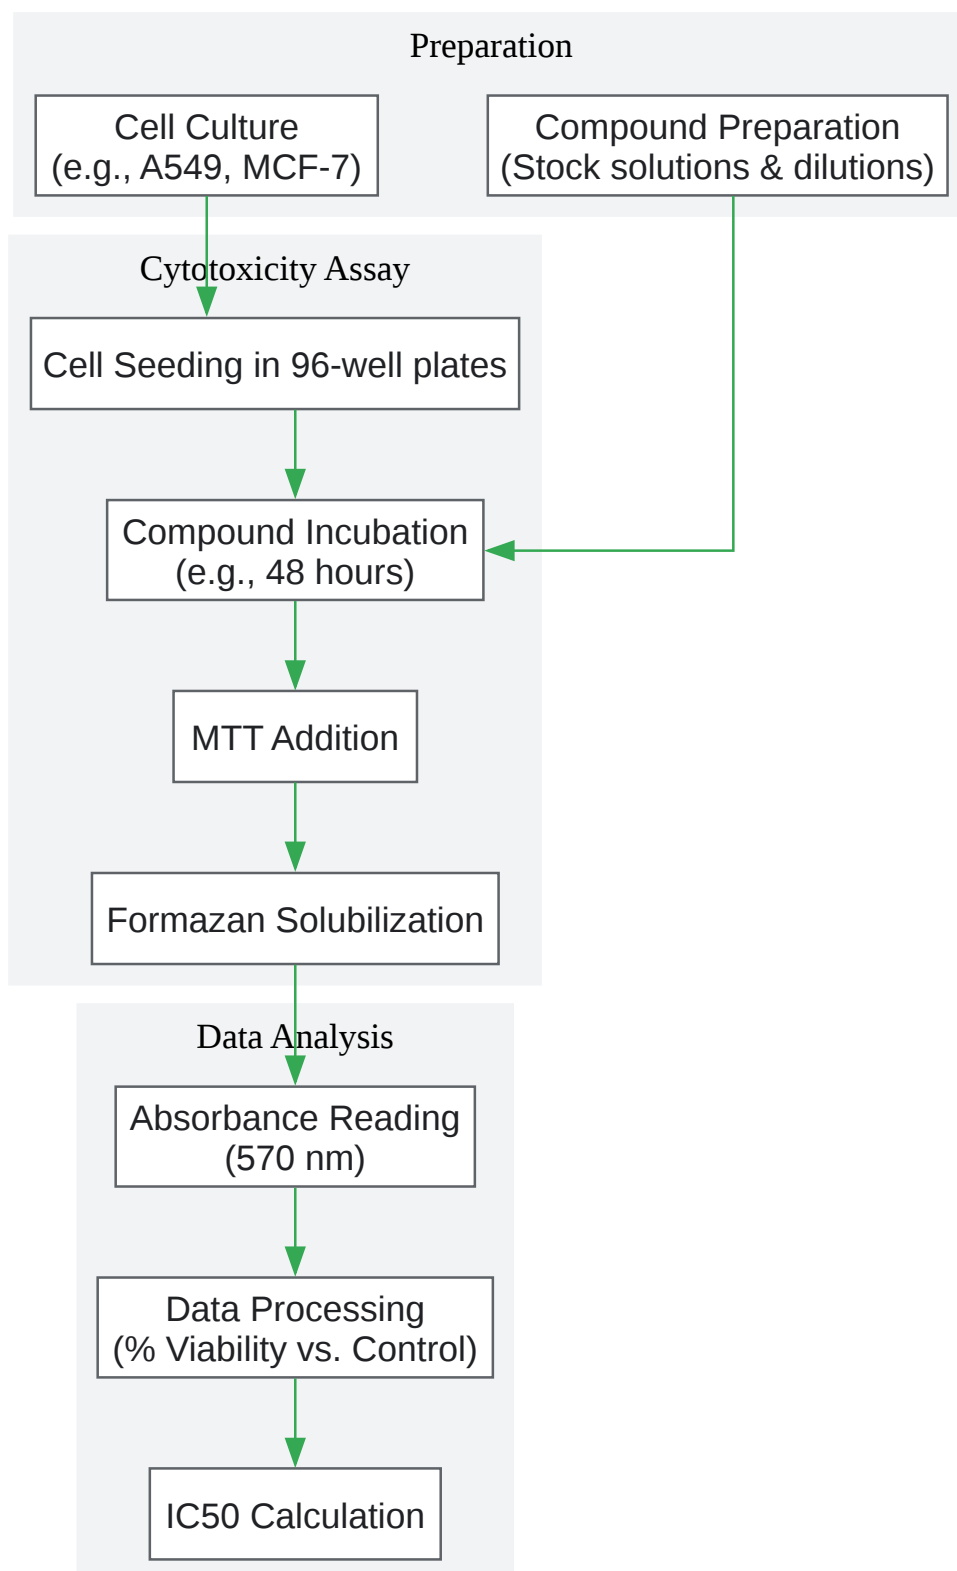 Preparation
Cell Culture
(e.g., A549, MCF-7)
Compound Preparation
(Stock solutions & dilutions)
Cytotoxicity Assay
Cell Seeding in 96-well plates
Compound Incubation
(e.g., 48 hours)
MTT Addition
Formazan Solubilization
Data Analysis
Absorbance Reading
(570 nm)
Data Processing
(% Viability vs. Control)
IC50 Calculation